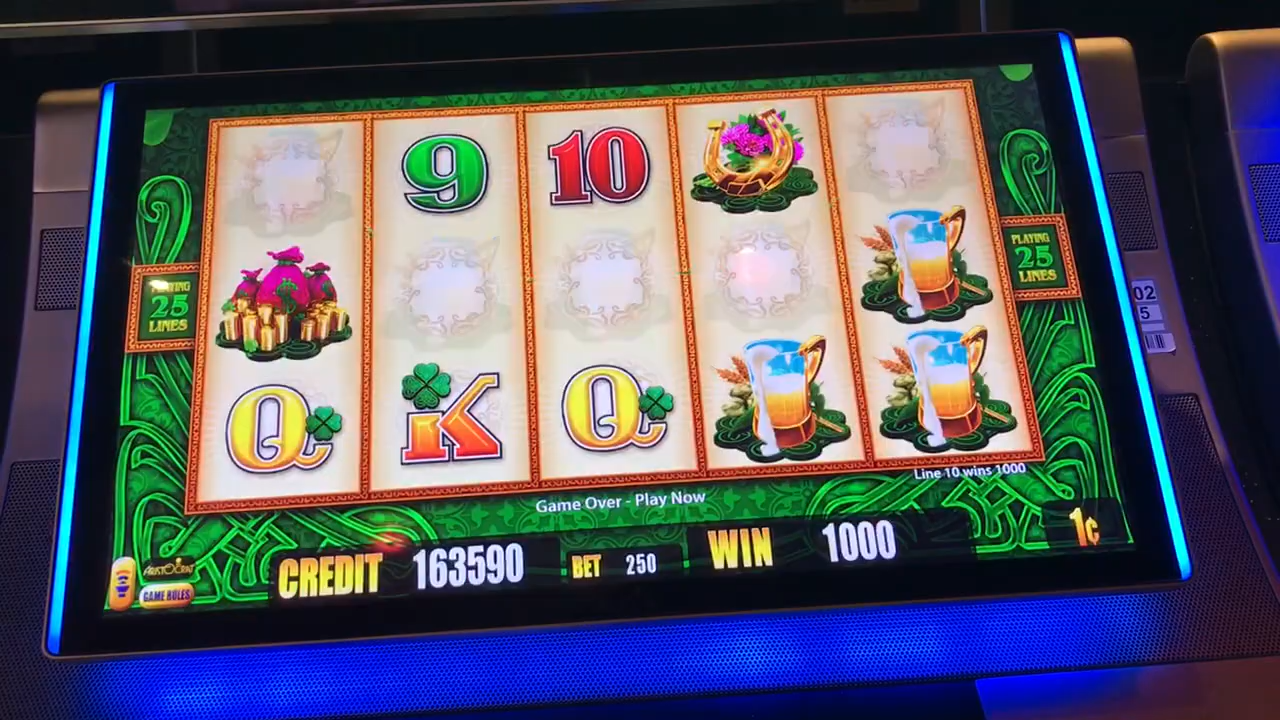 9
10
PLAYING
25
LINES
PLAYING
25
LINES
Q
K
Q
Line 10 wins 1000
Game Over - Play Now
CREDIT 163590
BET 250
WIN 1000
1¢
ARISTOCRAT
GAME RULES
02
5